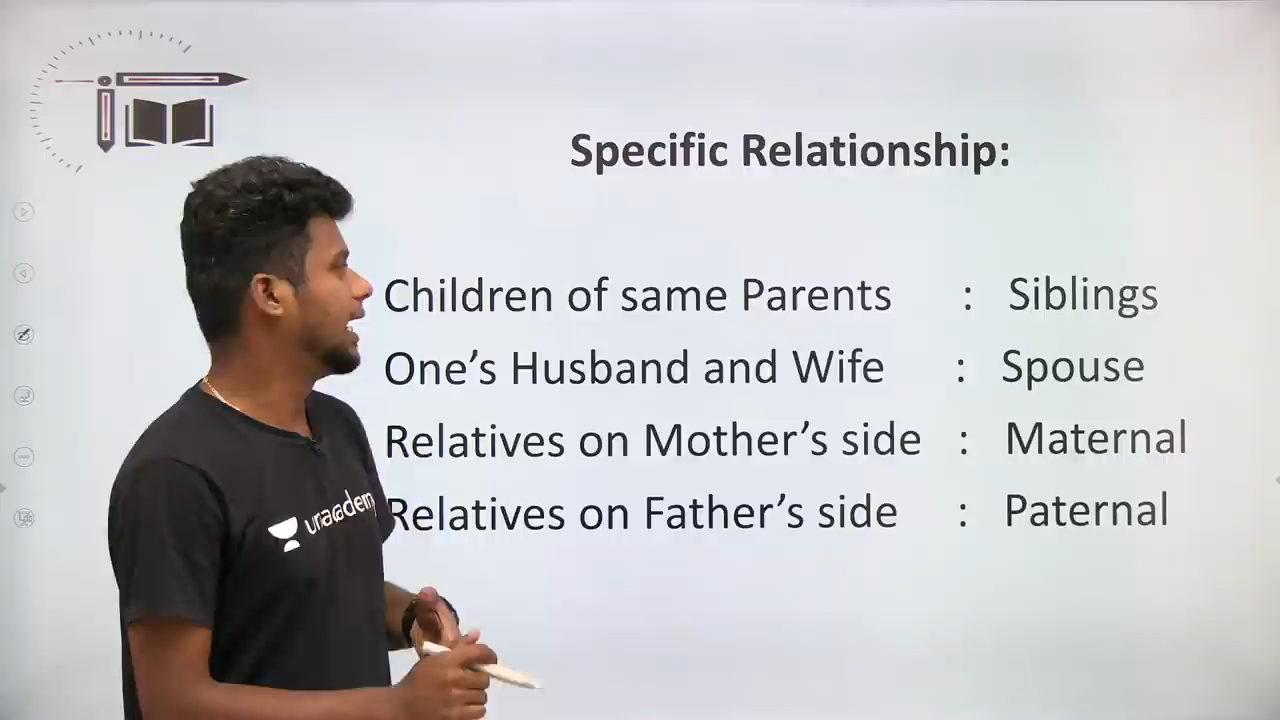 Specific Relationship:
Children of same Parents : Siblings
One’s Husband and Wife : Spouse
Relatives on Mother’s side : Maternal
Relatives on Father’s side : Paternal
unacadem